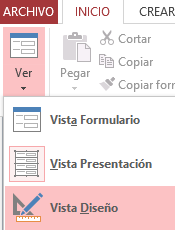 ARCHIVO INICIO CREAR
Ver
Pegar
Cortar
Copiar
Copiar form
Vista Formulario
Vista Presentación
Vista Diseño